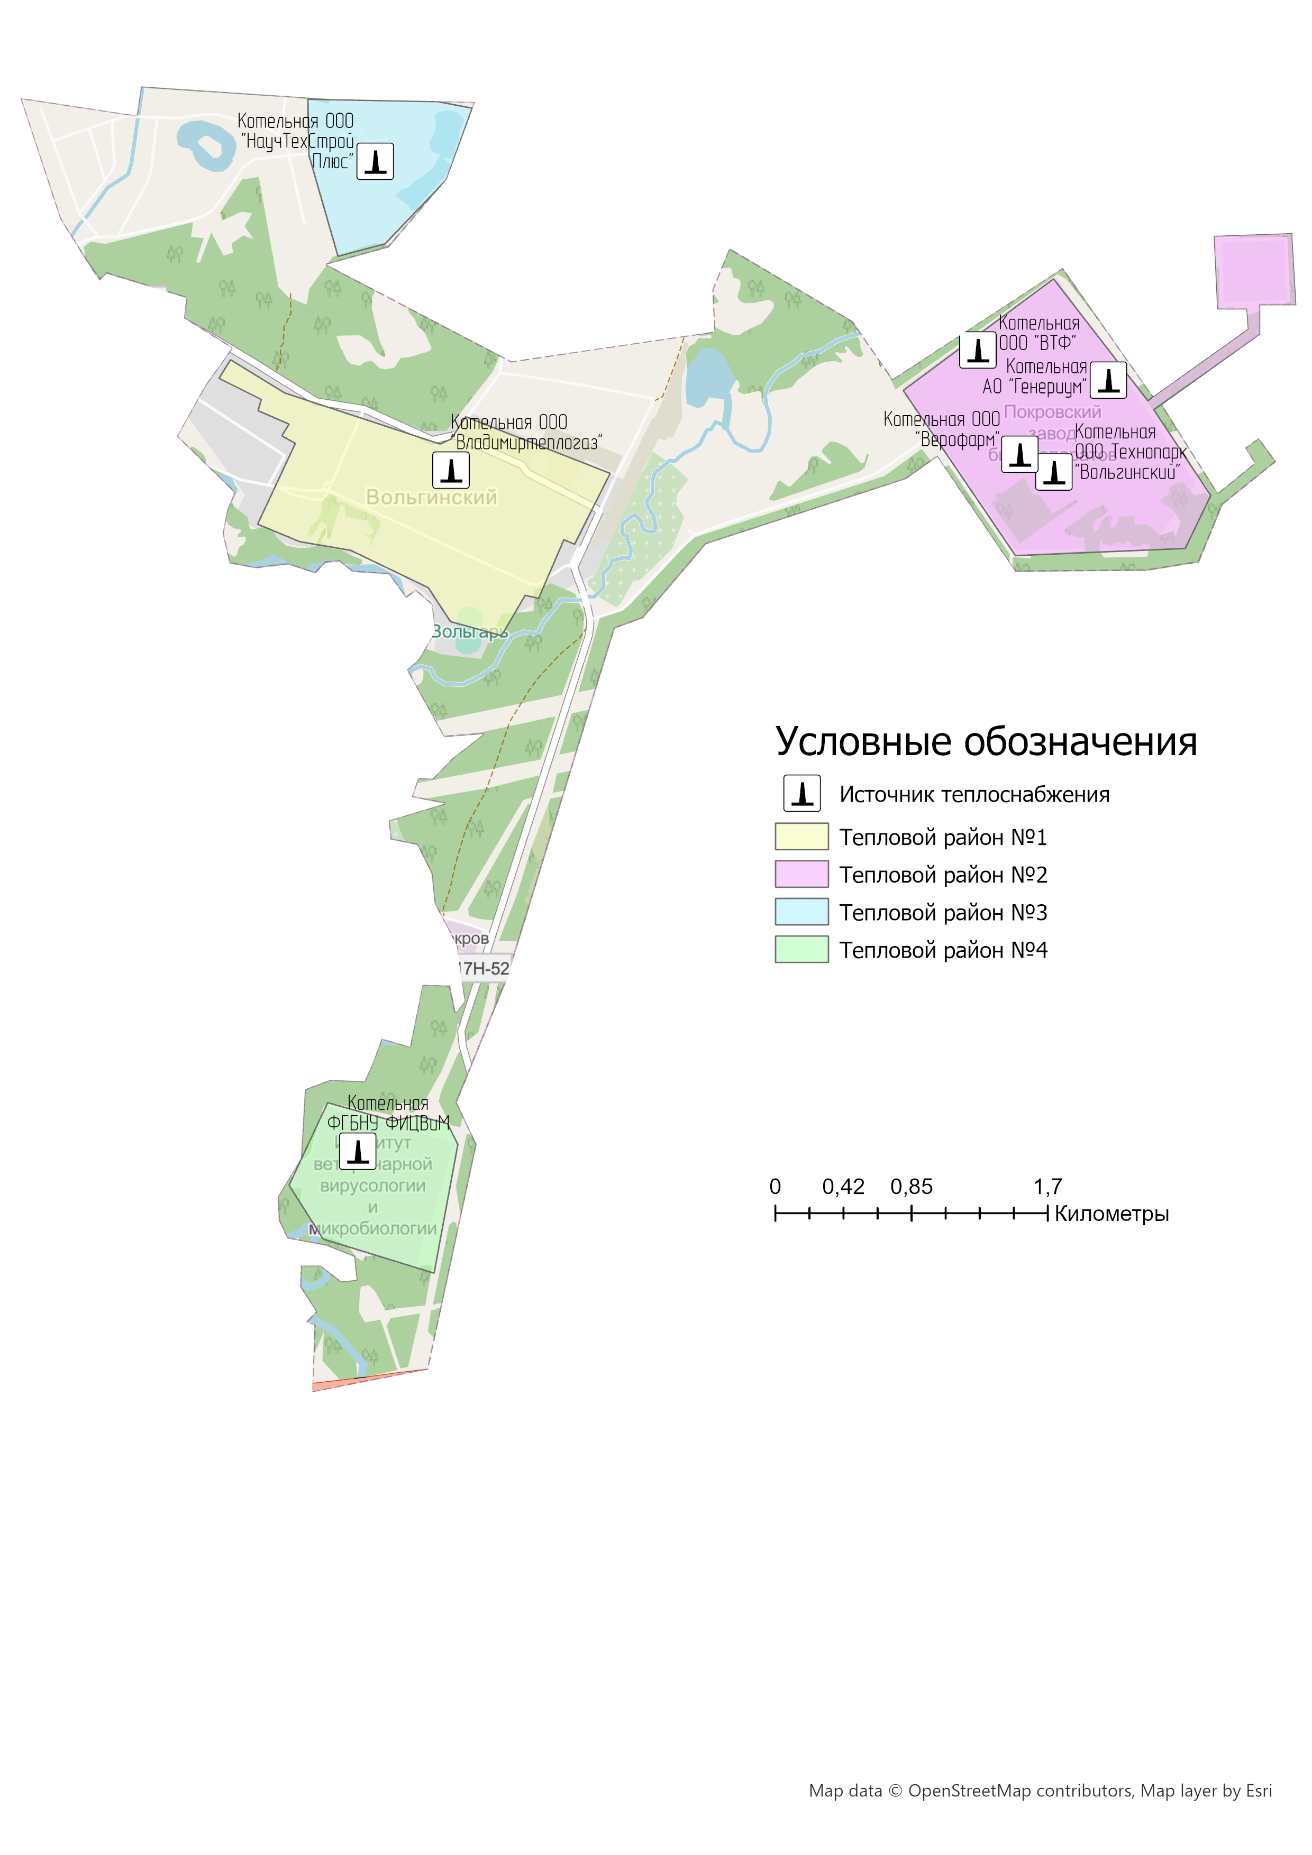 Котельная ООО
"НаучТехСтрой
Плюс"
Котельная
ООО "ВТФ"
Котельная
АО "Генериум"
Покровский
завод
Котельная ООО
"Верофарм"
Котельная
ООО Технопарк
"Вольгинский"
Котельная ООО
"Владимиртеплогаз"
Вольгинский
Зольгарь
Условные обозначения
Источник теплоснабжения
Тепловой район №1
Тепловой район №2
Тепловой район №3
Тепловой район №4
кров
17Н-52
Котельная
ФГБНУ ФИЦВиМ
вирусологии
и
микробиологии
0 0,42 0,85 1,7
Километры
Map data © OpenStreetMap contributors, Map layer by Esri